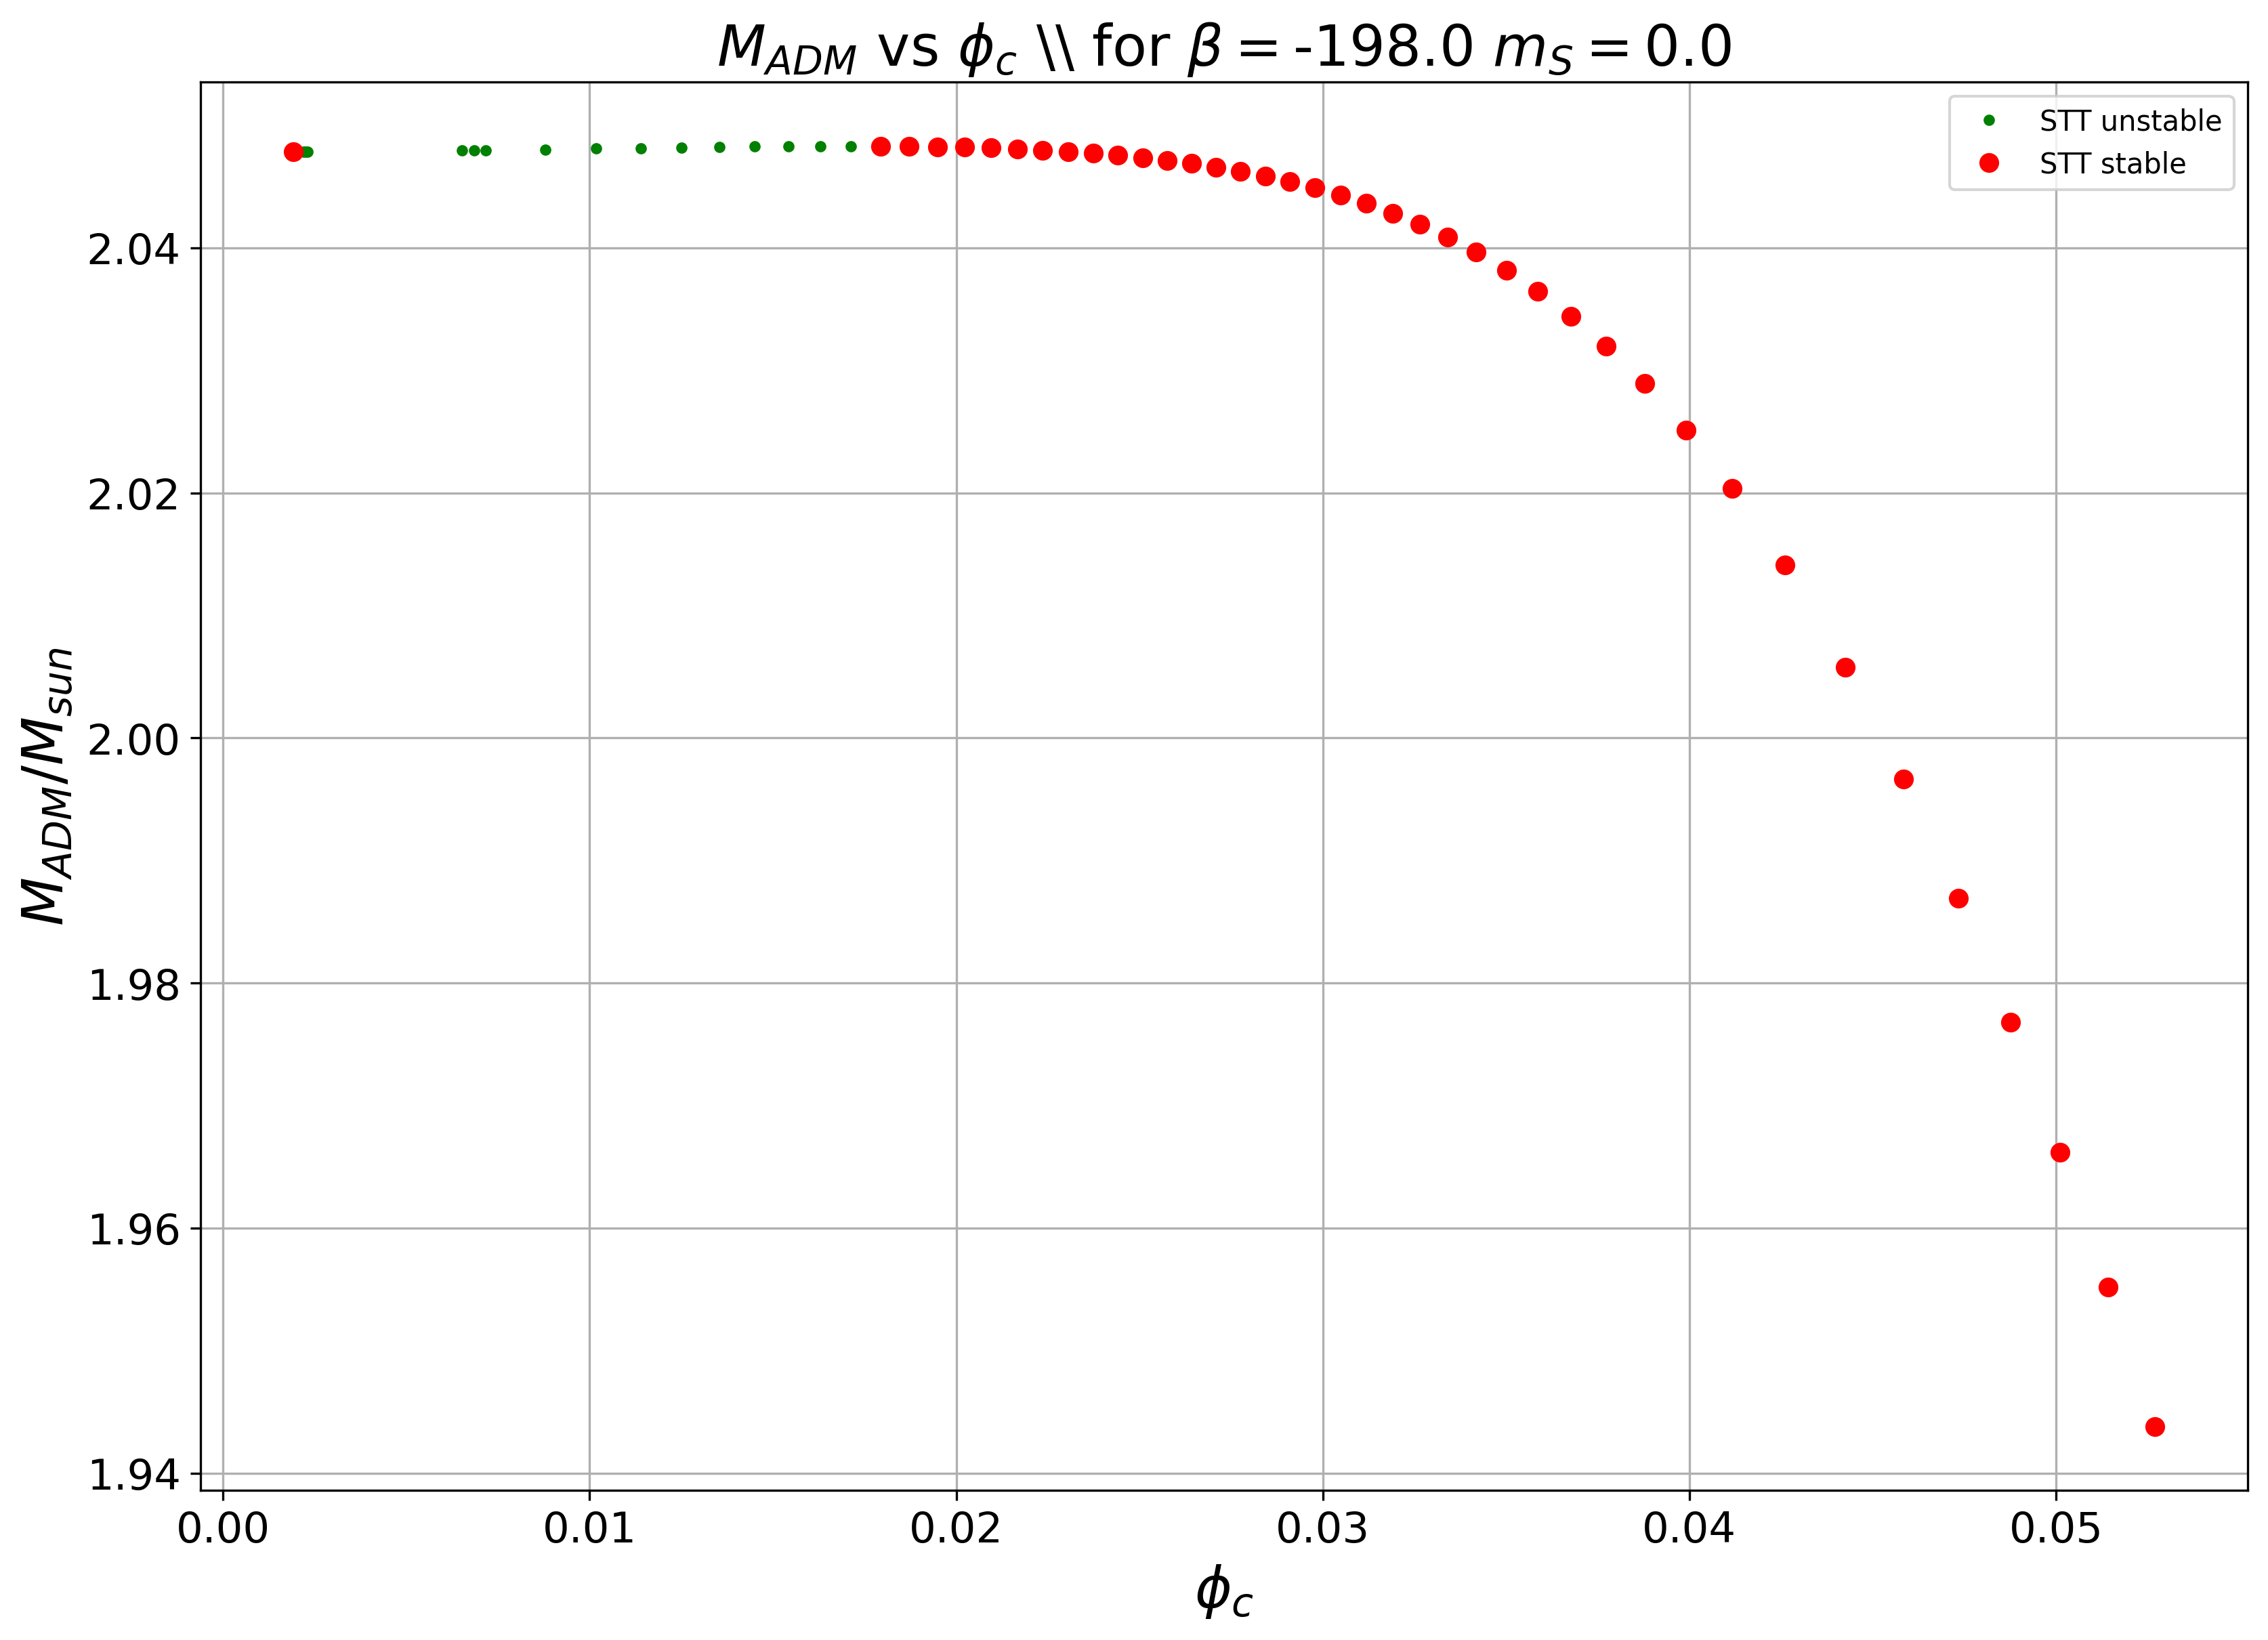 M_ADM vs ϕ_c \\ for β = -198.0 m_S = 0.0
STT unstable
STT stable
2.04
2.02
2.00
1.98
1.96
1.94
M_ADM/M_sun
0.00 0.01 0.02 0.03 0.04 0.05
ϕ_c